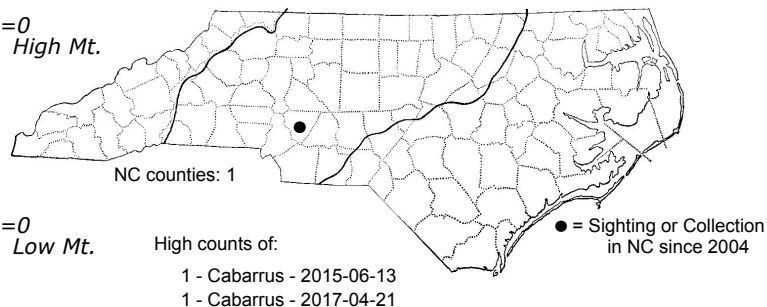 =0
High Mt.
NC counties: 1
=0
Low Mt.
High counts of:
1 - Cabarrus - 2015-06-13
1 - Cabarrus - 2017-04-21
● = Sighting or Collection
in NC since 2004